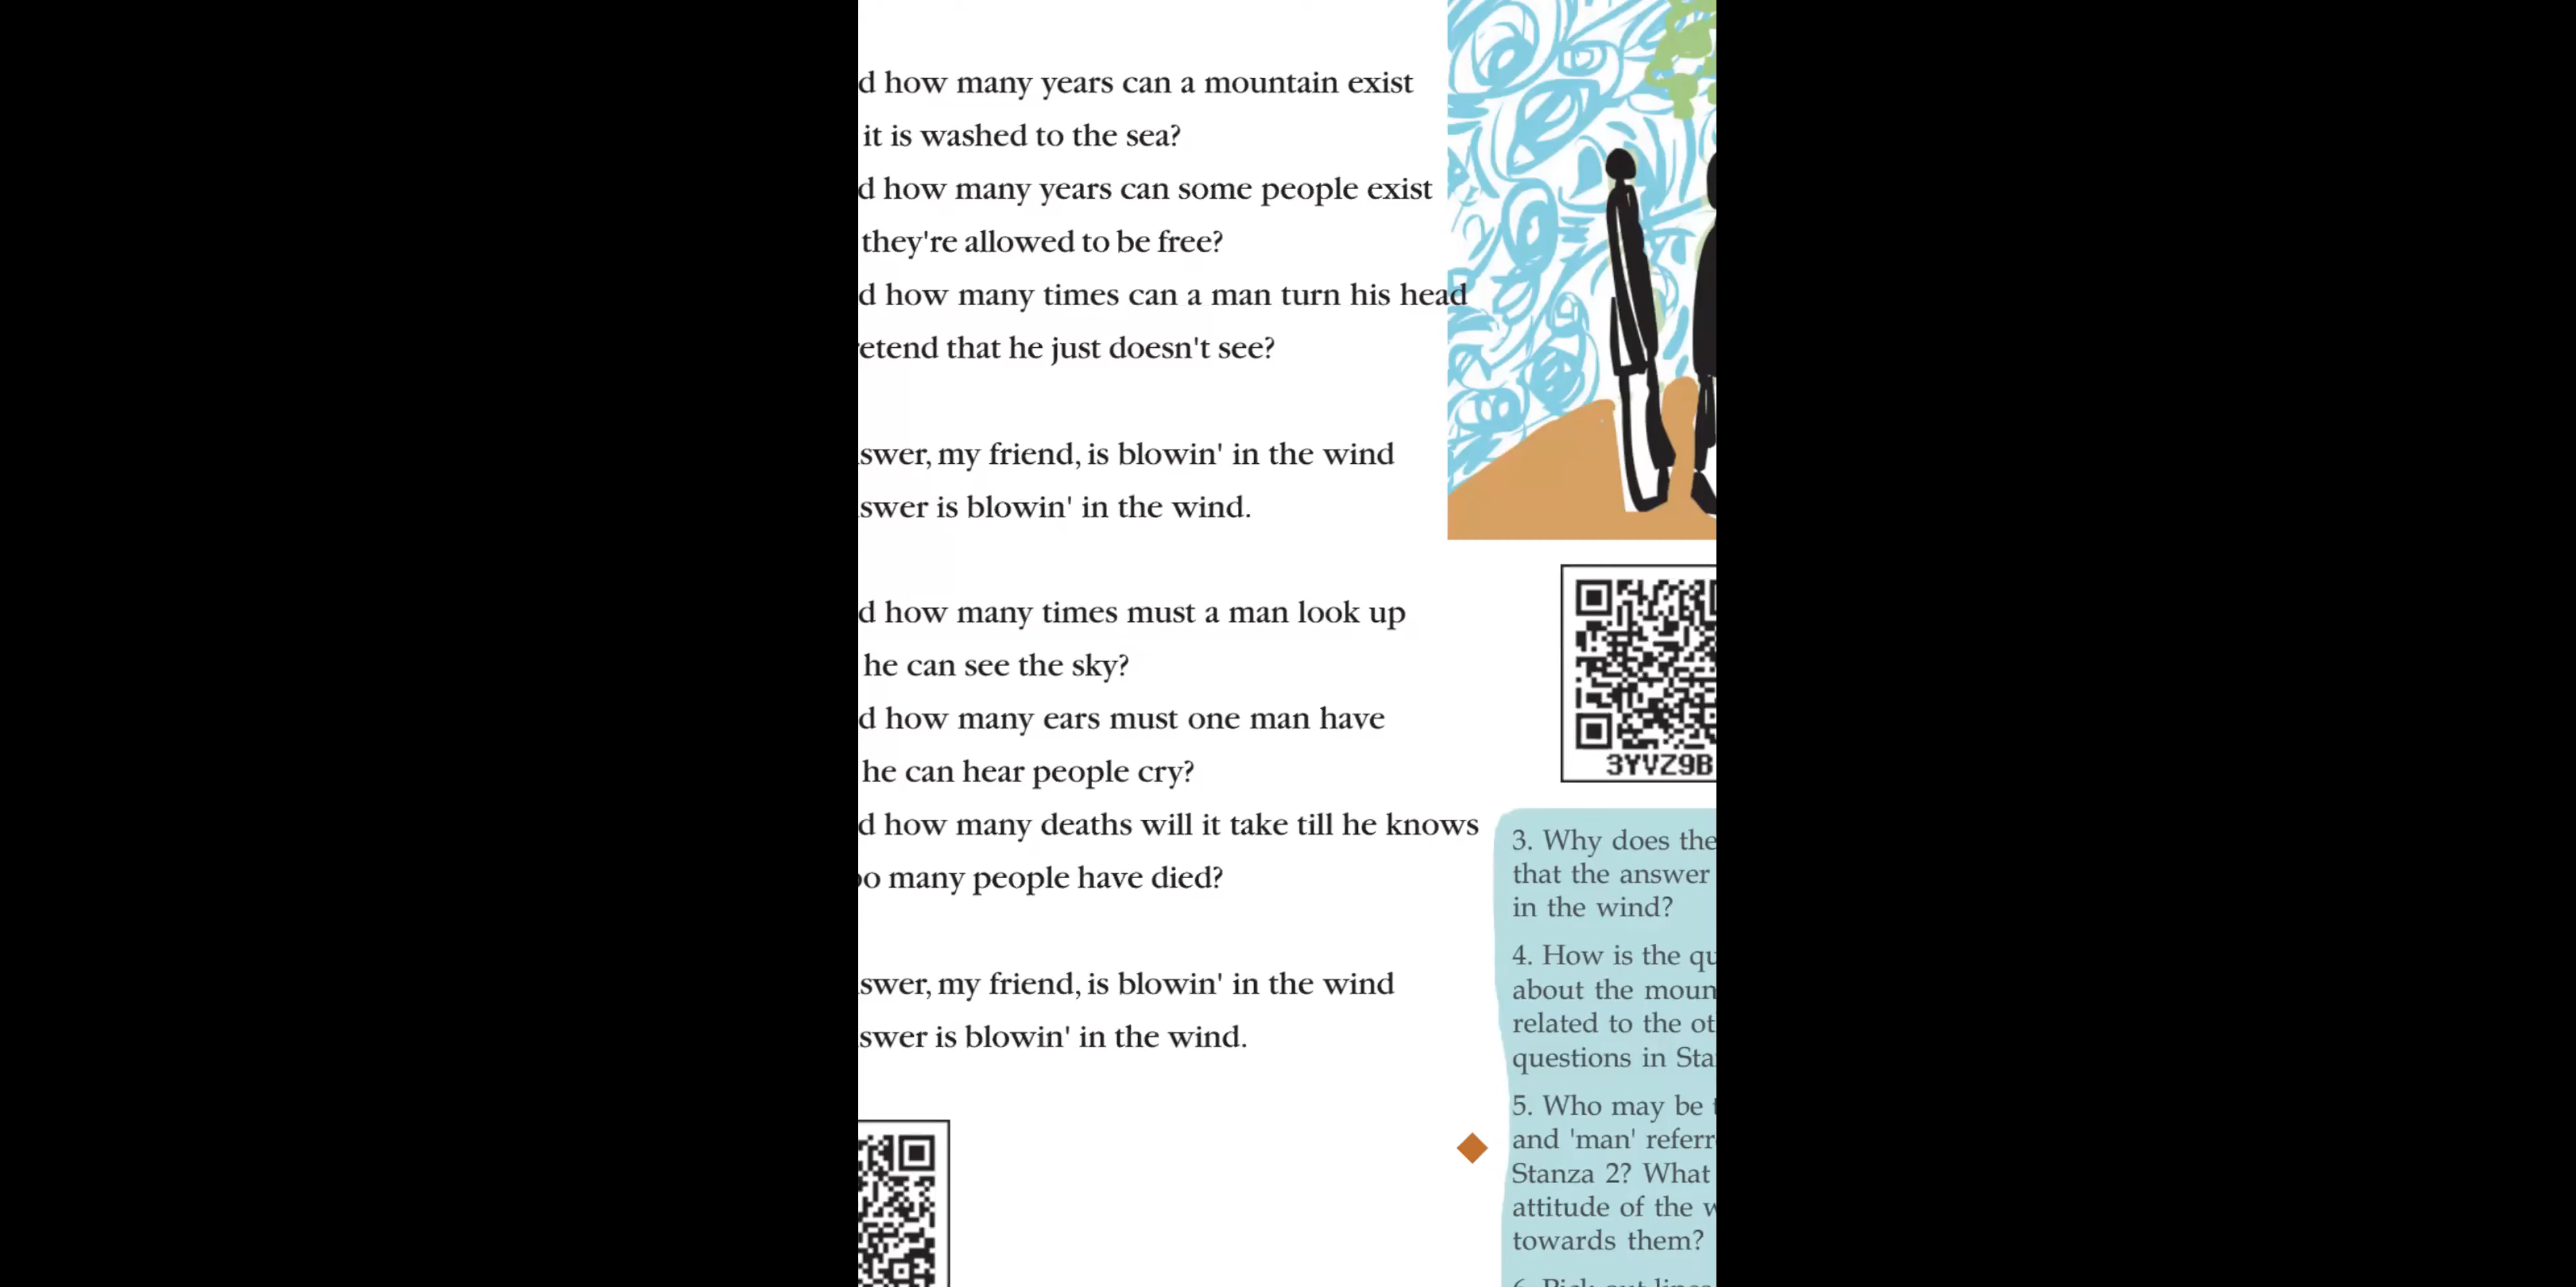 d how many years can a mountain exist
it is washed to the sea?
d how many years can some people exist
they're allowed to be free?
d how many times can a man turn his head
etend that he just doesn't see?
swer, my friend, is blowin' in the wind
swer is blowin' in the wind.
d how many times must a man look up
he can see the sky?
d how many ears must one man have
he can hear people cry?
d how many deaths will it take till he knows
o many people have died?
swer, my friend, is blowin' in the wind
swer is blowin' in the wind.
3YVZ9B
3. Why does the
that the answer
in the wind?
4. How is the qu
about the moun
related to the ot
questions in Sta
5. Who may be
and 'man' referr
Stanza 2? What
attitude of the w
towards them?